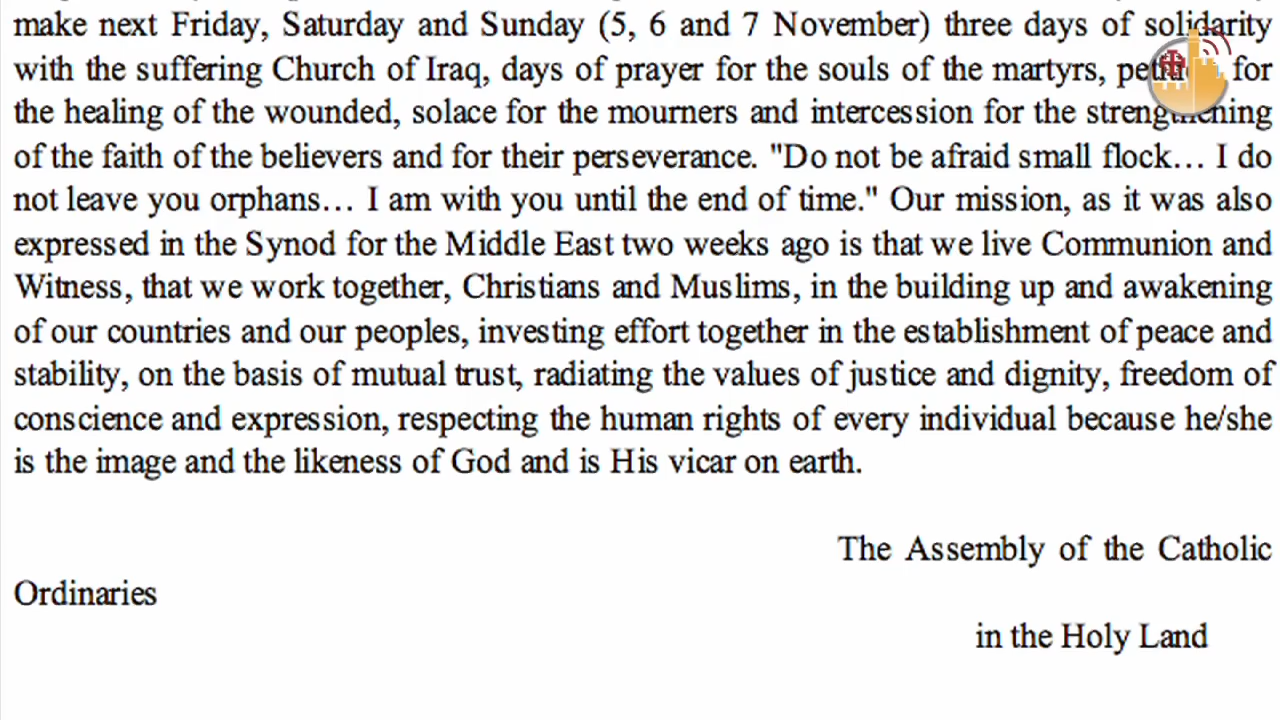 make next Friday, Saturday and Sunday (5, 6 and 7 November) three days of solidarity
with the suffering Church of Iraq, days of prayer for the souls of the martyrs, for
the healing of the wounded, solace for the mourners and intercession for the strengthening
of the faith of the believers and for their perseverance. "Do not be afraid small flock… I do
not leave you orphans… I am with you until the end of time." Our mission, as it was also
expressed in the Synod for the Middle East two weeks ago is that we live Communion and
Witness, that we work together, Christians and Muslims, in the building up and awakening
of our countries and our peoples, investing effort together in the establishment of peace and
stability, on the basis of mutual trust, radiating the values of justice and dignity, freedom of
conscience and expression, respecting the human rights of every individual because he/she
is the image and the likeness of God and is His vicar on earth.
The Assembly of the Catholic
Ordinaries
in the Holy Land